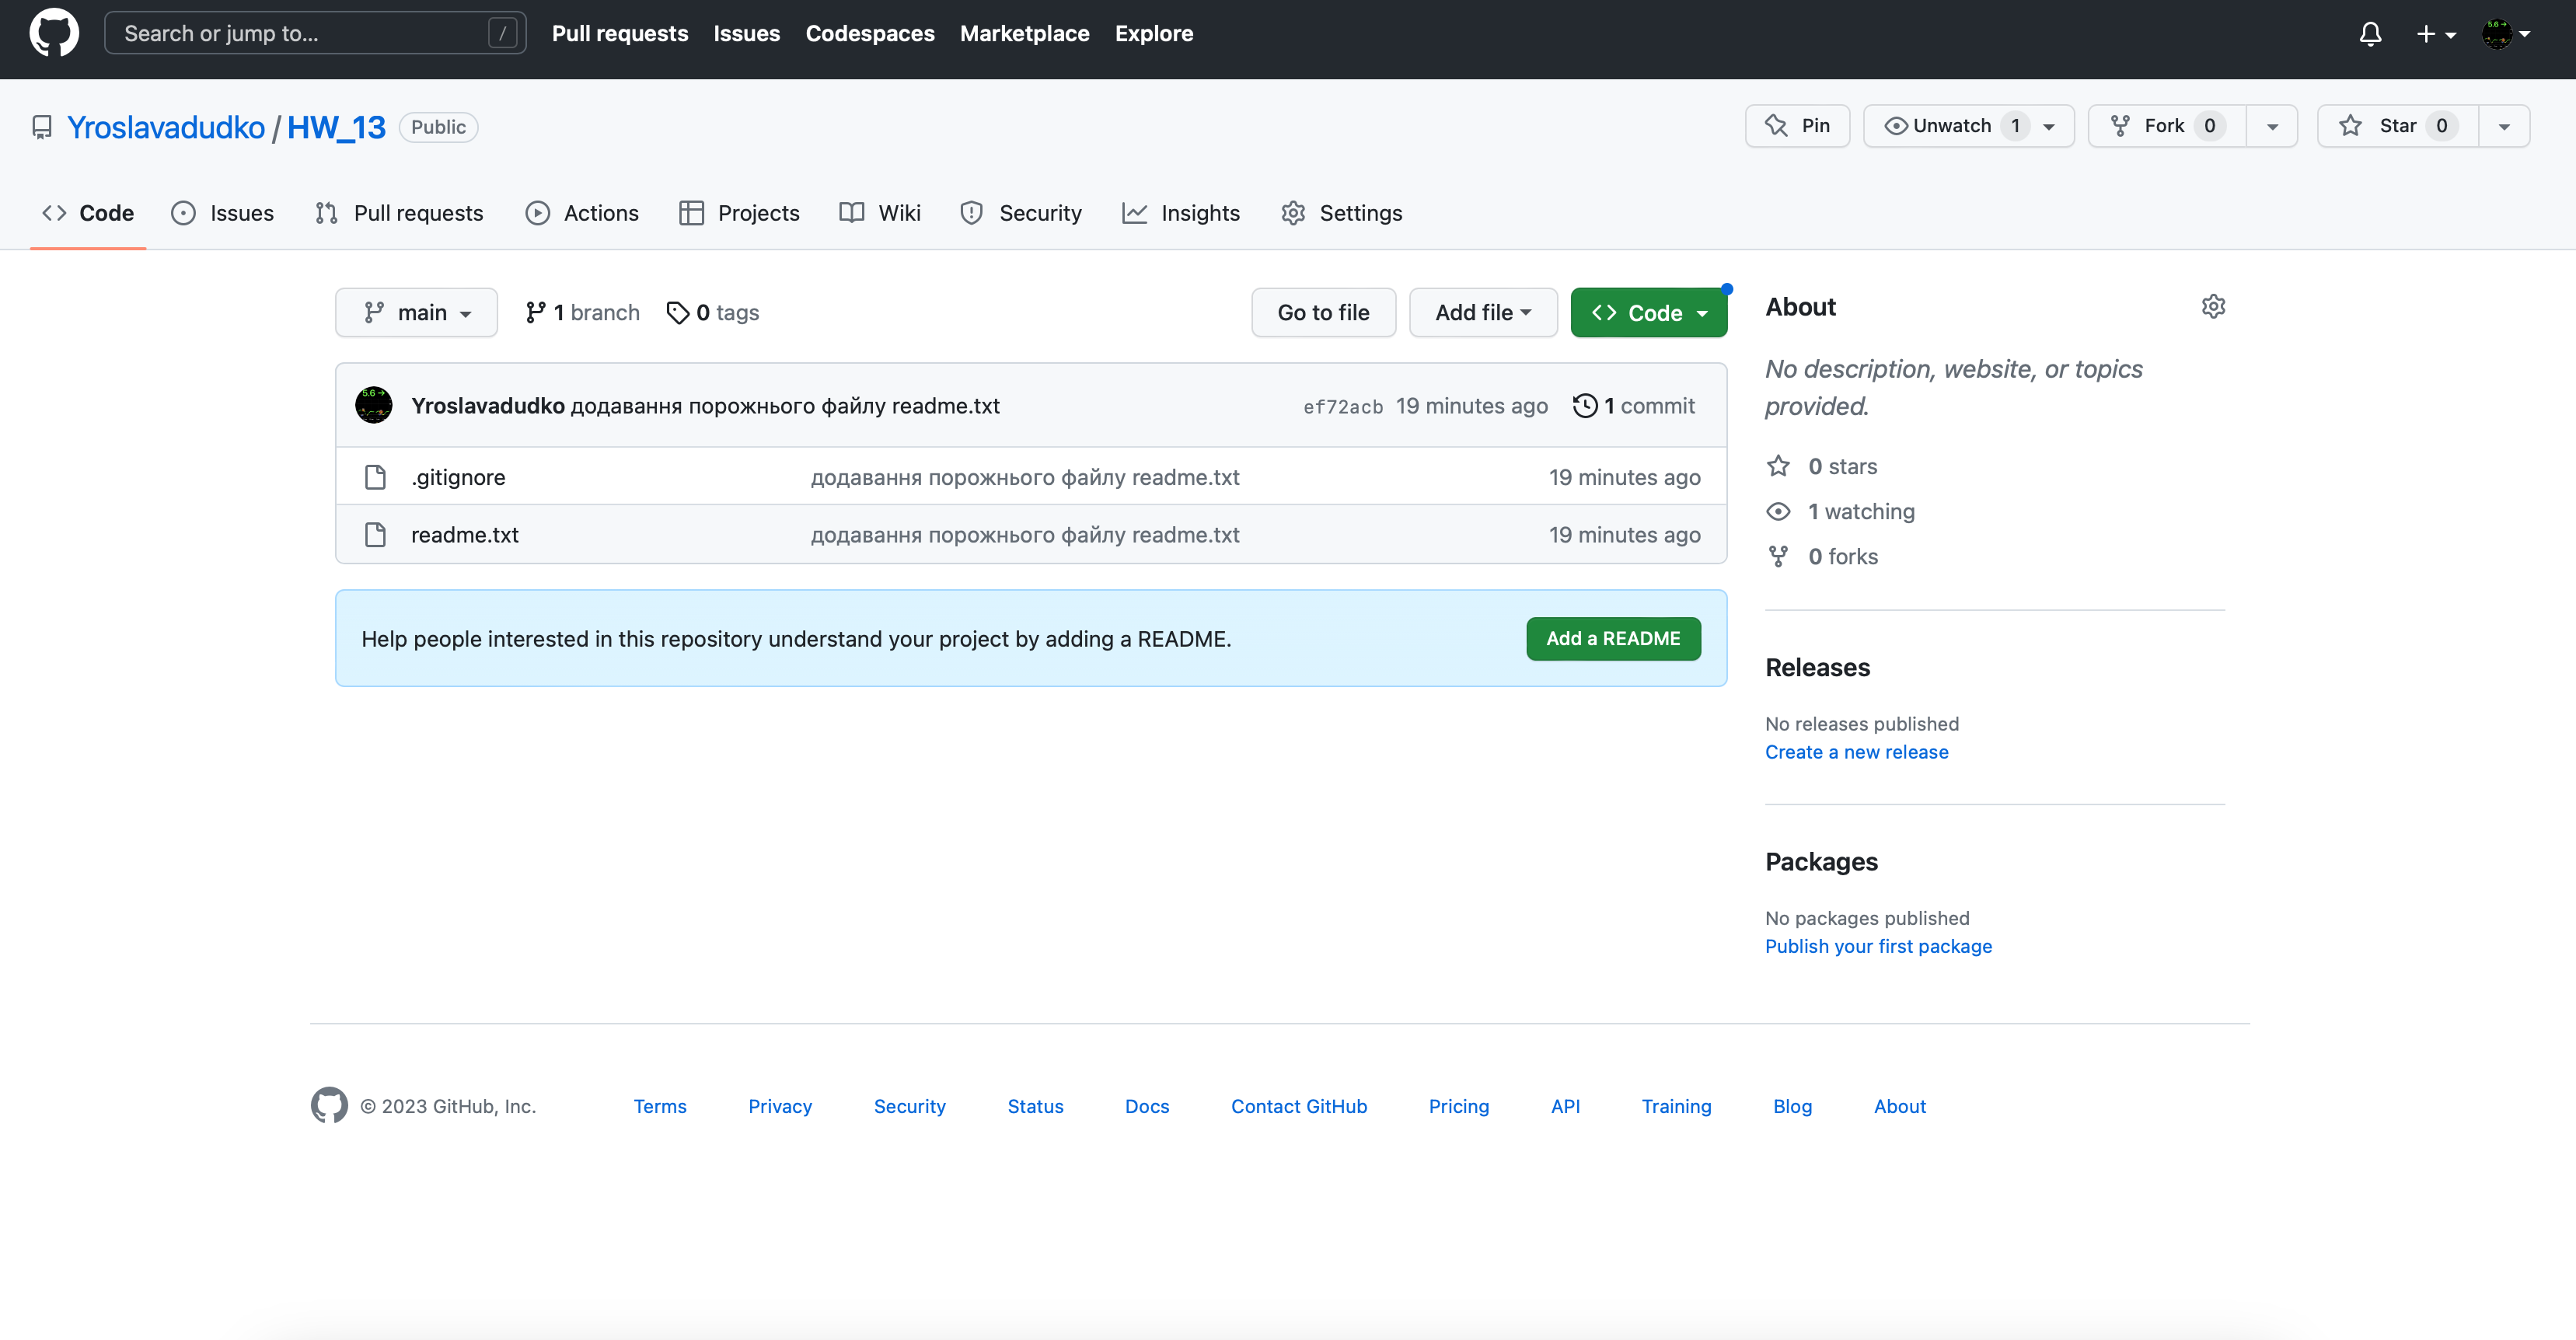 Search or jump to... /
Pull requests Issues Codespaces Marketplace Explore
Yroslavadudko / HW_13 Public
Pin Unwatch 1 Fork 0 Star 0
Code Issues Pull requests Actions Projects Wiki Security Insights Settings
main 1 branch 0 tags Go to file Add file Code
Yroslavadudko додавання порожнього файлу readme.txt ef72acb 19 minutes ago 1 commit
.gitignore додавання порожнього файлу readme.txt 19 minutes ago
readme.txt додавання порожнього файлу readme.txt 19 minutes ago
Help people interested in this repository understand your project by adding a README. Add a README
About
No description, website, or topics
provided.
0 stars
1 watching
0 forks
Releases
No releases published
Create a new release
Packages
No packages published
Publish your first package
© 2023 GitHub, Inc. Terms Privacy Security Status Docs Contact GitHub Pricing API Training Blog About